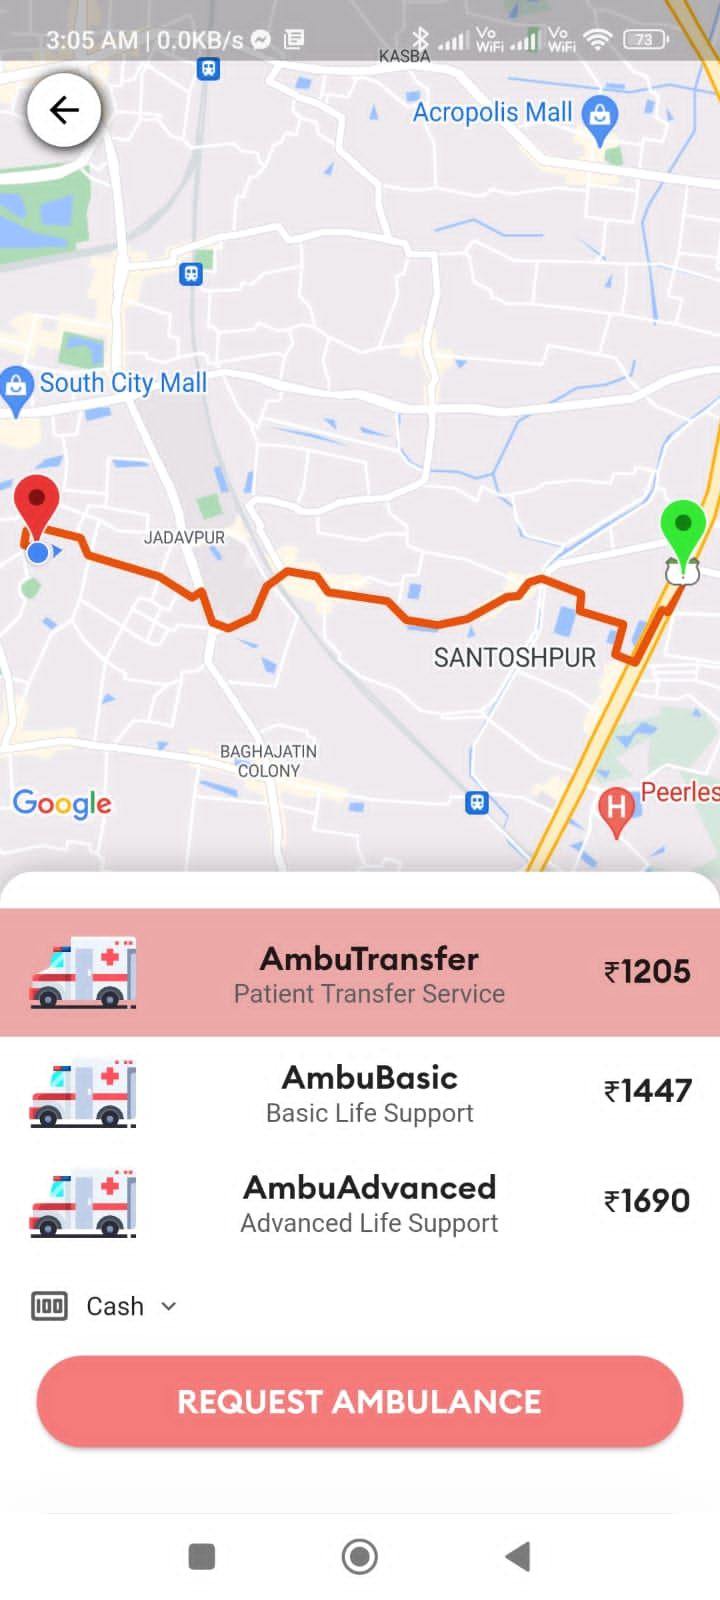 3:05 AM | 0.0KB/s
Vo WiFi
Vo WiFi
73
KASBA
Acropolis Mall
South City Mall
JADAVPUR
SANTOSHPUR
BAGHAJATIN
COLONY
Google
H
Peerles
AmbuTransfer
Patient Transfer Service
₹1205
AmbuBasic
Basic Life Support
₹1447
AmbuAdvanced
Advanced Life Support
₹1690
100
Cash
REQUEST AMBULANCE